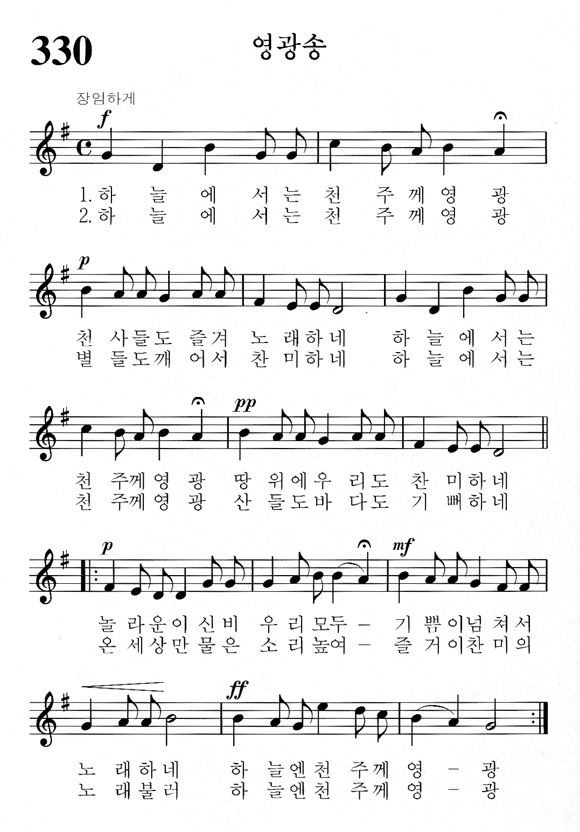 330 영광송
장엄하게
f
1. 하 늘 에 서 는 천 주 께 영 광
2. 하 늘 에 서 는 천 주 께 영 광
p
천 사 들 도 즐 겨 노 래 하 네 하 늘 에 서 는
별 들 도 깨 어 서 찬 미 하 네 하 늘 에 서 는
pp
천 주 께 영 광 땅 위 에 우 리 도 찬 미 하 네
천 주 께 영 광 산 들 도 바 다 도 기 뻐 하 네
p mf
놀 라 운 이 신 비 우 리 모 두 - 기 쁨 이 넘 쳐 서
온 세 상 만 물 은 소 리 높 여 - 즐 거 이 찬 미 의
ff
노 래 하 네 하 늘 엔 천 주 께 영 - 광
노 래 불 러 하 늘 엔 천 주 께 영 - 광